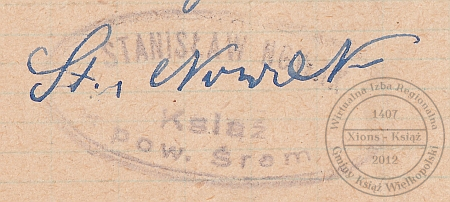 STANISŁAW
St. Nowak
Książ
pow. Śrem.
Wirtualna Izba Regionalna
1407
Xions - Książ
2012
Gminy Książ Wielkopolski